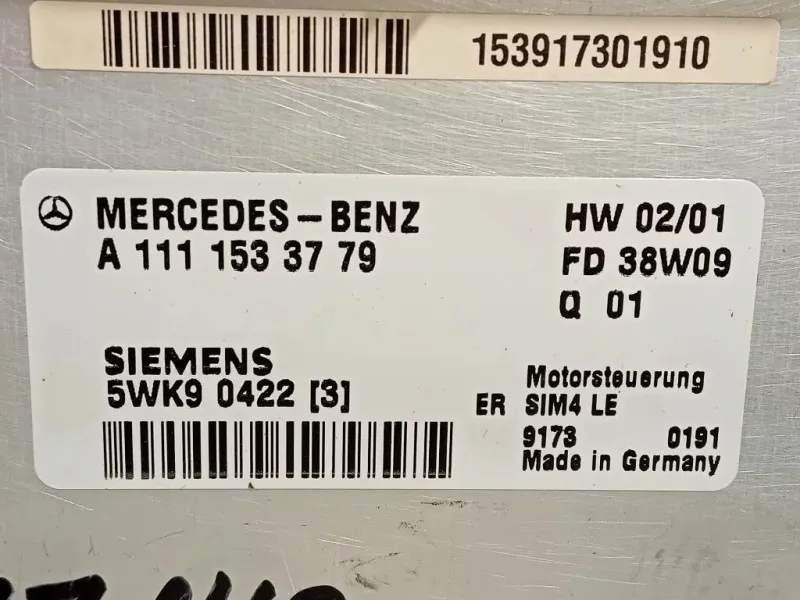 153917301910
MERCEDES-BENZ HW 02/01
A 111 153 37 79 FD 38W09
Q 01
SIEMENS
5WK9 0422 [3]
Motorsteuerung
ER SIM4 LE
9173 0191
Made in Germany